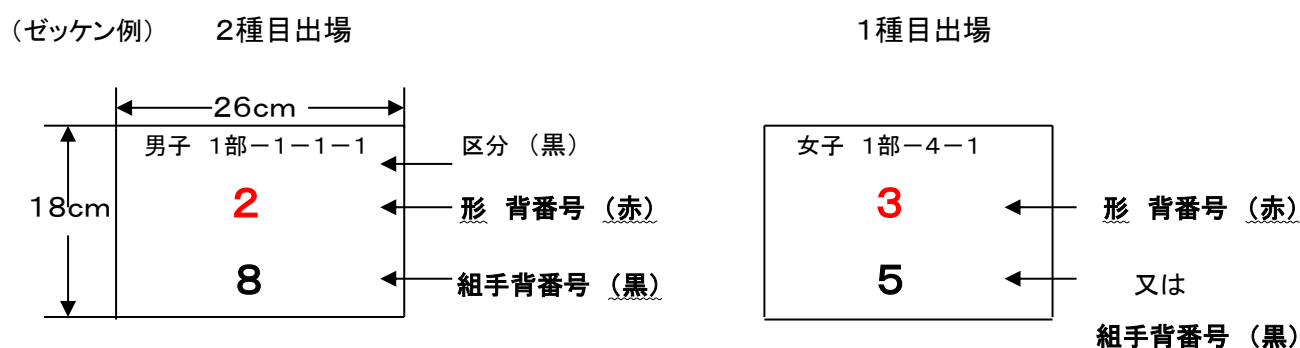 （ゼッケン例）　２種目出場
１種目出場
26cm
18cm
男子　１部－１－１－１
区分　（黒）
2
形　背番号　（赤）
8
組手背番号　（黒）
女子　１部－４－１
3
形　背番号　（赤）
5
又は
組手背番号　（黒）